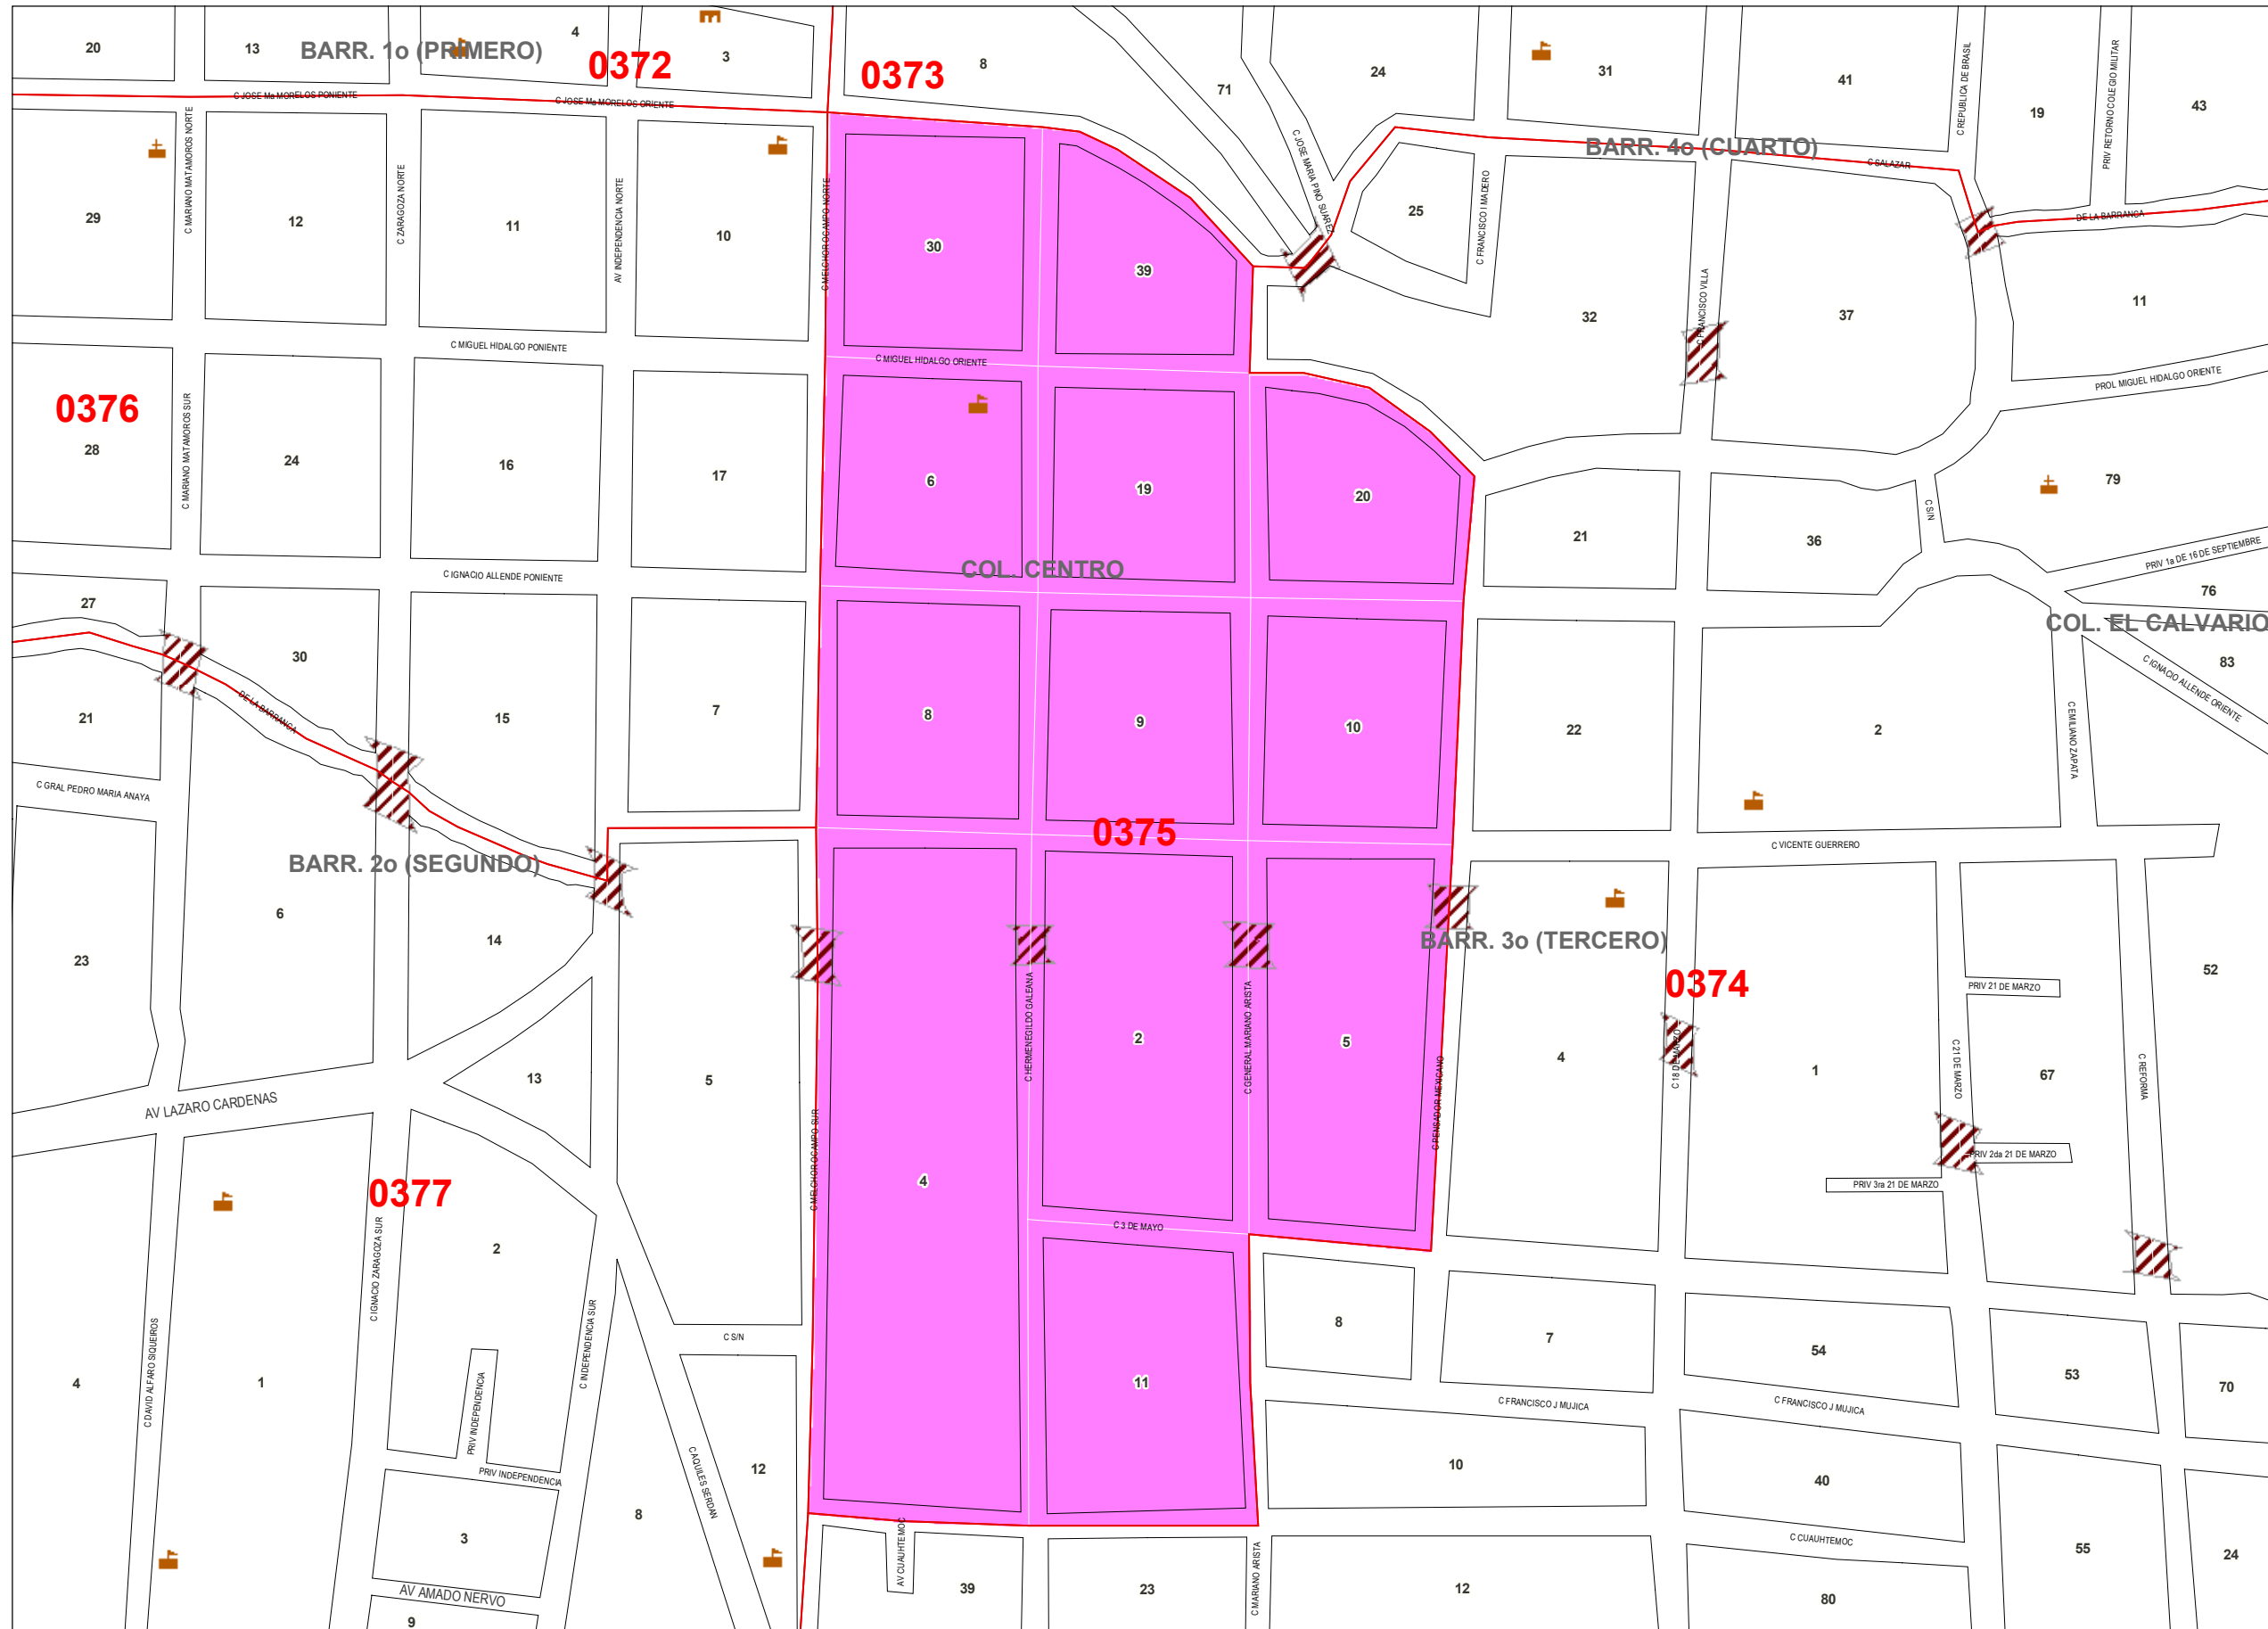 20
13
BARR. 1o (PRIMERO)
4
0372
3
0373
8
71
24
31
41
C REPUBLICA DE BRASIL
19
PRIV RETORNO COLEGIO MILITAR
43
C JOSE Ma MORELOS PONIENTE
C JOSE Ma MORELOS ORIENTE
29
C MARIANO MATAMOROS NORTE
12
C ZARAGOZA NORTE
11
AV INDEPENDENCIA NORTE
10
C MELCHOR OCAMPO NORTE
30
39
C JOSE MARIA PINO SUAREZ
25
C FRANCISCO I MADERO
BARR. 4o (CUARTO)
C SALAZAR
DE LA BARRANCA
32
C FRANCISCO VILLA
37
11
C MIGUEL HIDALGO PONIENTE
C MIGUEL HIDALGO ORIENTE
PROL MIGUEL HIDALGO ORIENTE
0376
28
C MARIANO MATAMOROS SUR
24
16
17
6
19
20
21
36
C S/N
79
PRIV 1a DE 16 DE SEPTIEMBRE
76
COL. CENTRO
C IGNACIO ALLENDE PONIENTE
27
30
COL. EL CALVARIO
83
C IGNACIO ALLENDE ORIENTE
21
DE LA BARRANCA
15
7
8
9
10
22
2
C EMILIANO ZAPATA
C GRAL PEDRO MARIA ANAYA
0375
C VICENTE GUERRERO
BARR. 2o (SEGUNDO)
6
14
23
BARR. 3o (TERCERO)
0374
52
C HERMENEGILDO GALEANA
C GENERAL MARIANO ARISTA
PRIV 21 DE MARZO
2
5
4
C 18 DE MARZO
1
C 21 DE MARZO
67
C REFORMA
13
5
AV LAZARO CARDENAS
C MELCHOR OCAMPO SUR
C PENSADOR MEXICANO
PRIV 2da 21 DE MARZO
PRIV 3ra 21 DE MARZO
0377
4
C 3 DE MAYO
C IGNACIO ZARAGOZA SUR
2
C INDEPENDENCIA SUR
C S/N
8
7
54
53
70
4
C DAVID ALFARO SIQUEIROS
1
PRIV INDEPENDENCIA
11
C FRANCISCO J MUJICA
C FRANCISCO J MUJICA
PRIV INDEPENDENCIA
C AQUILES SERDAN
12
10
40
8
3
C CUAUHTEMOC
55
24
AV CUAUHTEMOC
39
23
C MARIANO ARISTA
12
80
AV AMADO NERVO
9